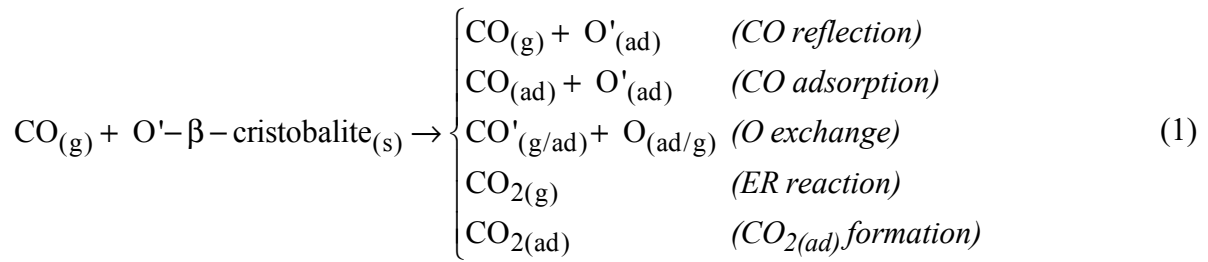 CO(g) + O'(ad) (CO reflection)
CO(ad) + O'(ad) (CO adsorption)
CO(g) + O'–β–cristobalite(s) → { CO'(g/ad) + O(ad/g) (O exchange) (1)
CO2(g) (ER reaction)
CO2(ad) (CO2(ad) formation)